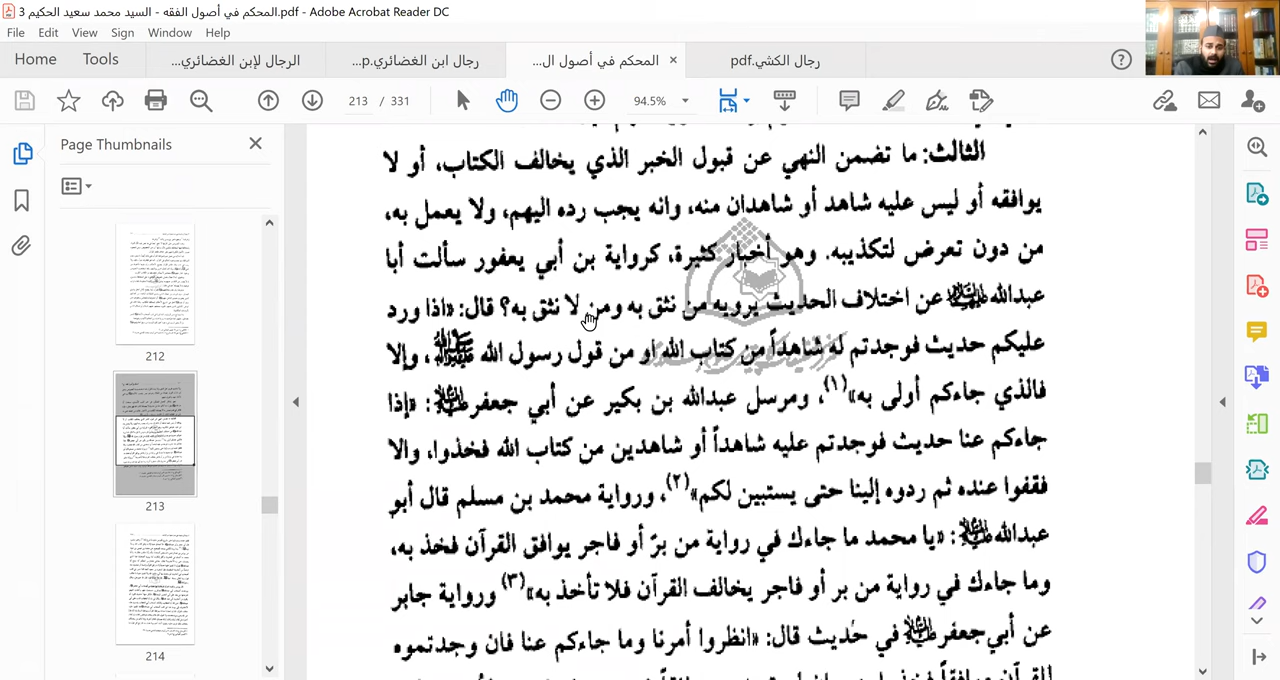 المحكم في أصول الفقه - السيد محمد سعيد الحكيم 3.pdf - Adobe Acrobat Reader DC
File Edit View Sign Window Help
Home Tools الرجال لإبن الغضائري... رجال ابن الغضائري.p... المحكم في أصول ال... × رجال الكشي.pdf
213 / 331 94.5%
Page Thumbnails
212
213
214
الثالث: ما تضمن النهي عن قبول الخبر الذي يخالف الكتاب، أو لا
يوافقه أو ليس عليه شاهد أو شاهدان منه، وانه يجب رده اليهم، ولا يعمل به،
من دون تعرض لتكذيبه. وهو أخبار كثيرة، كرواية بن أبي يعفور سألت أبا
عبدالله عليه السلام عن اختلاف الحديث يرويه من نثق به ومن لا نثق به؟ قال: «اذا ورد
عليكم حديث فوجدتم له شاهداً من كتاب الله او من قول رسول الله صلى الله عليه وآله وسلم، وإلا
فالذي جاءكم أولى به»(١)، ومرسل عبدالله بن بكير عن أبي جعفر عليه السلام: «إذا
جاءكم عنا حديث فوجدتم عليه شاهداً أو شاهدين من كتاب الله فخذوا، والا
فقفوا عنده ثم ردوه إلينا حتى يستبين لكم»(٢)، ورواية محمد بن مسلم قال أبو
عبدالله عليه السلام: «يا محمد ما جاءك في رواية من برّ أو فاجر يوافق القرآن فخذ به،
وما جاءك في رواية من بر أو فاجر يخالف القرآن فلا تأخذ به»(٣) ورواية جابر
عن أبي جعفر عليه السلام في حديث قال: «انظروا أمرنا وما جاءكم عنا فان وجدتموه